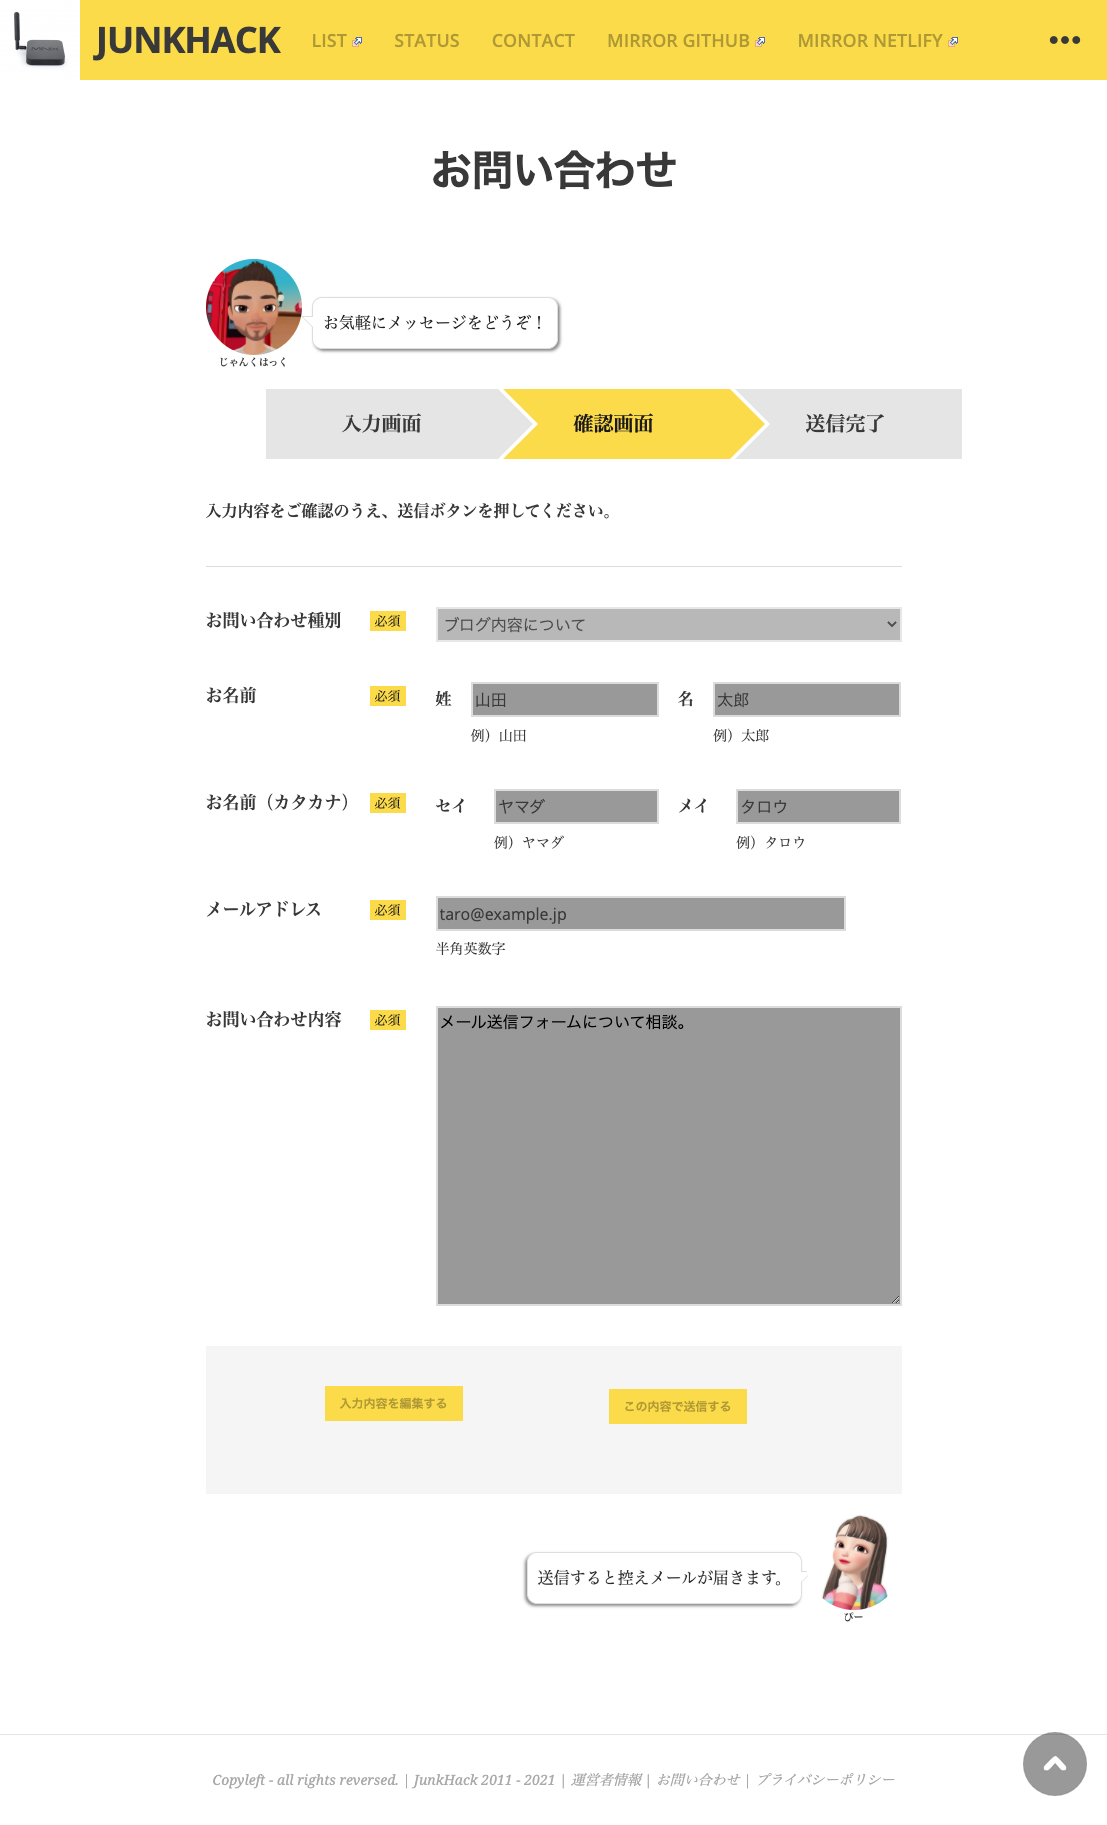 JUNKHACK LIST STATUS CONTACT MIRROR GITHUB MIRROR NETLIFY
お問い合わせ
お気軽にメッセージをどうぞ！
じゃんくはっく
入力画面 確認画面 送信完了
入力内容をご確認のうえ、送信ボタンを押してください。
お問い合わせ種別 必須 ブログ内容について
お名前 必須 姓 山田 名 太郎
例）山田 例）太郎
お名前（カタカナ） 必須 セイ ヤマダ メイ タロウ
例）ヤマダ 例）タロウ
メールアドレス 必須 taro@example.jp
半角英数字
お問い合わせ内容 必須 メール送信フォームについて相談。
入力内容を編集する この内容で送信する
送信すると控えメールが届きます。
びー
Copyleft - all rights reversed. | JunkHack 2011 - 2021 | 運営者情報 | お問い合わせ | プライバシーポリシー